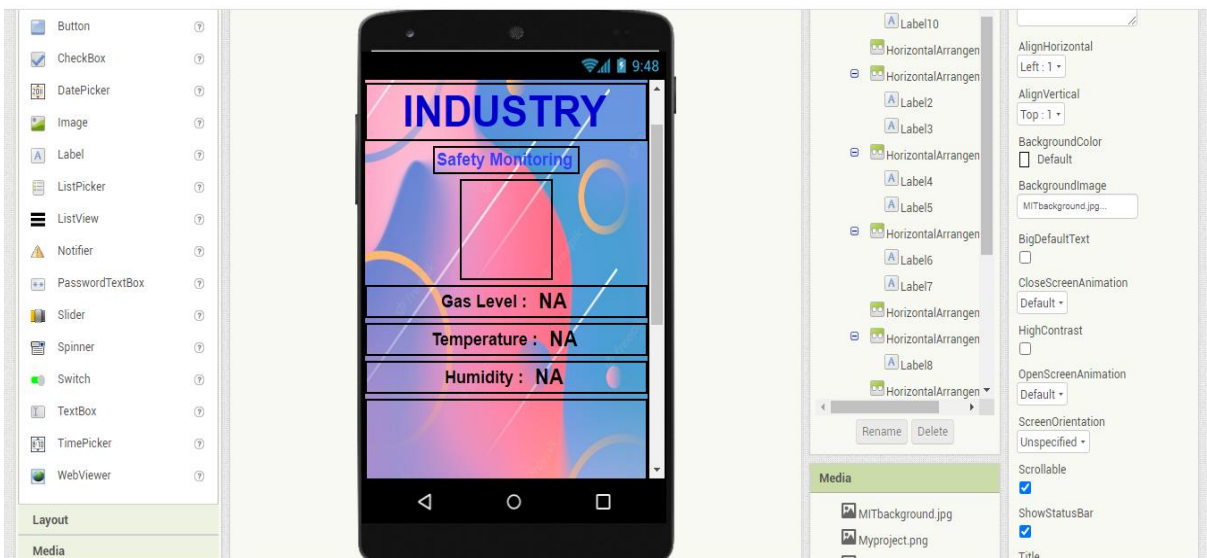 Button
CheckBox
DatePicker
Image
Label
ListPicker
ListView
Notifier
PasswordTextBox
Slider
Spinner
Switch
TextBox
TimePicker
WebViewer
Layout
Media
9:48
INDUSTRY
Safety Monitoring
Gas Level : NA
Temperature : NA
Humidity : NA
Label10
HorizontalArrangen
HorizontalArrangen
Label2
Label3
HorizontalArrangen
Label4
Label5
HorizontalArrangen
Label6
Label7
HorizontalArrangen
HorizontalArrangen
Label8
HorizontalArrangen
Rename Delete
Media
MITbackground.jpg
Myproject.png
AlignHorizontal
Left : 1
AlignVertical
Top : 1
BackgroundColor
Default
BackgroundImage
MITbackground.jpg...
BigDefaultText
CloseScreenAnimation
Default
HighContrast
OpenScreenAnimation
Default
ScreenOrientation
Unspecified
Scrollable
ShowStatusBar
Title